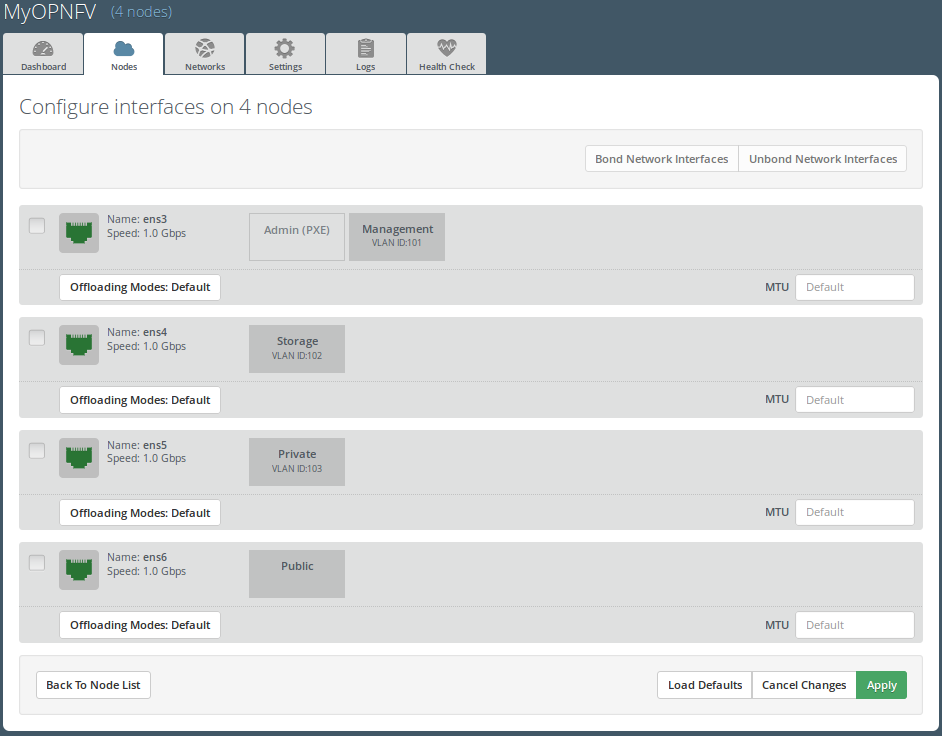 MyOPNFV (4 nodes)
Dashboard Nodes Networks Settings Logs Health Check
Configure interfaces on 4 nodes
Bond Network Interfaces Unbond Network Interfaces
Name: ens3
Speed: 1.0 Gbps
Admin (PXE)
Management
VLAN ID:101
Offloading Modes: Default MTU Default
Name: ens4
Speed: 1.0 Gbps
Storage
VLAN ID:102
Offloading Modes: Default MTU Default
Name: ens5
Speed: 1.0 Gbps
Private
VLAN ID:103
Offloading Modes: Default MTU Default
Name: ens6
Speed: 1.0 Gbps
Public
Offloading Modes: Default MTU Default
Back To Node List Load Defaults Cancel Changes Apply